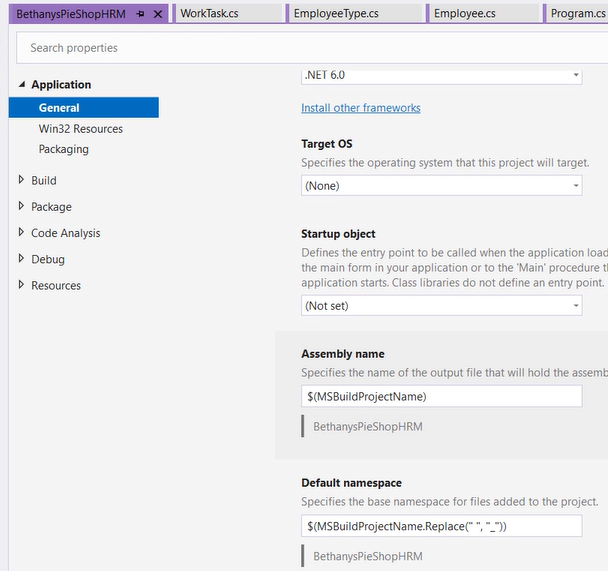 BethanysPieShopHRM WorkTask.cs EmployeeType.cs Employee.cs Program.cs
Search properties
Application
General
Win32 Resources
Packaging
Build
Package
Code Analysis
Debug
Resources
.NET 6.0
Install other frameworks
Target OS
Specifies the operating system that this project will target.
(None)
Startup object
Defines the entry point to be called when the application load
the main form in your application or to the 'Main' procedure th
application starts. Class libraries do not define an entry point.
(Not set)
Assembly name
Specifies the name of the output file that will hold the assemb
$(MSBuildProjectName)
BethanysPieShopHRM
Default namespace
Specifies the base namespace for files added to the project.
$(MSBuildProjectName.Replace(" ", "_"))
BethanysPieShopHRM